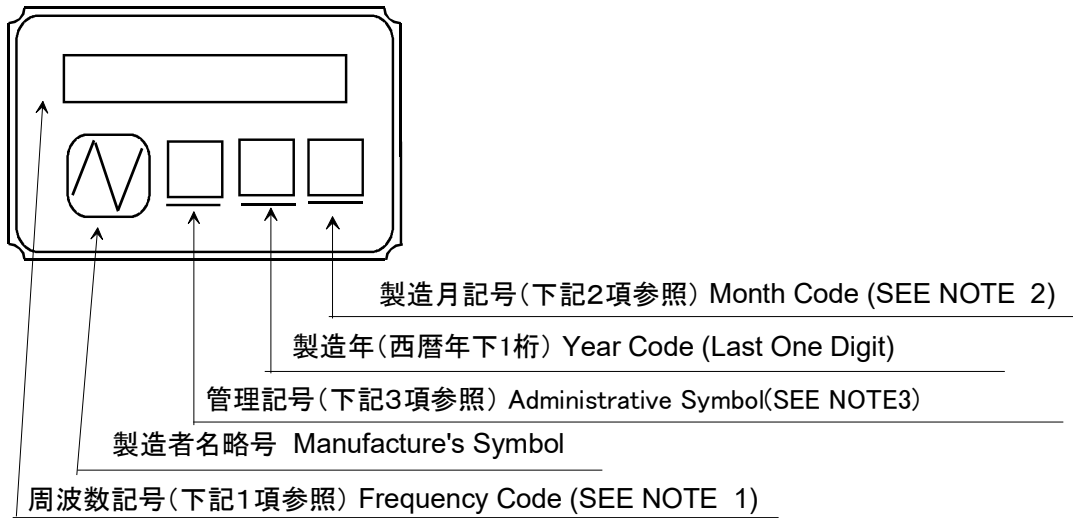 製造月記号(下記2項参照) Month Code (SEE NOTE 2)
製造年(西暦年下1桁) Year Code (Last One Digit)
管理記号(下記3項参照) Administrative Symbol(SEE NOTE3)
製造者名略号 Manufacture's Symbol
周波数記号(下記1項参照) Frequency Code (SEE NOTE 1)